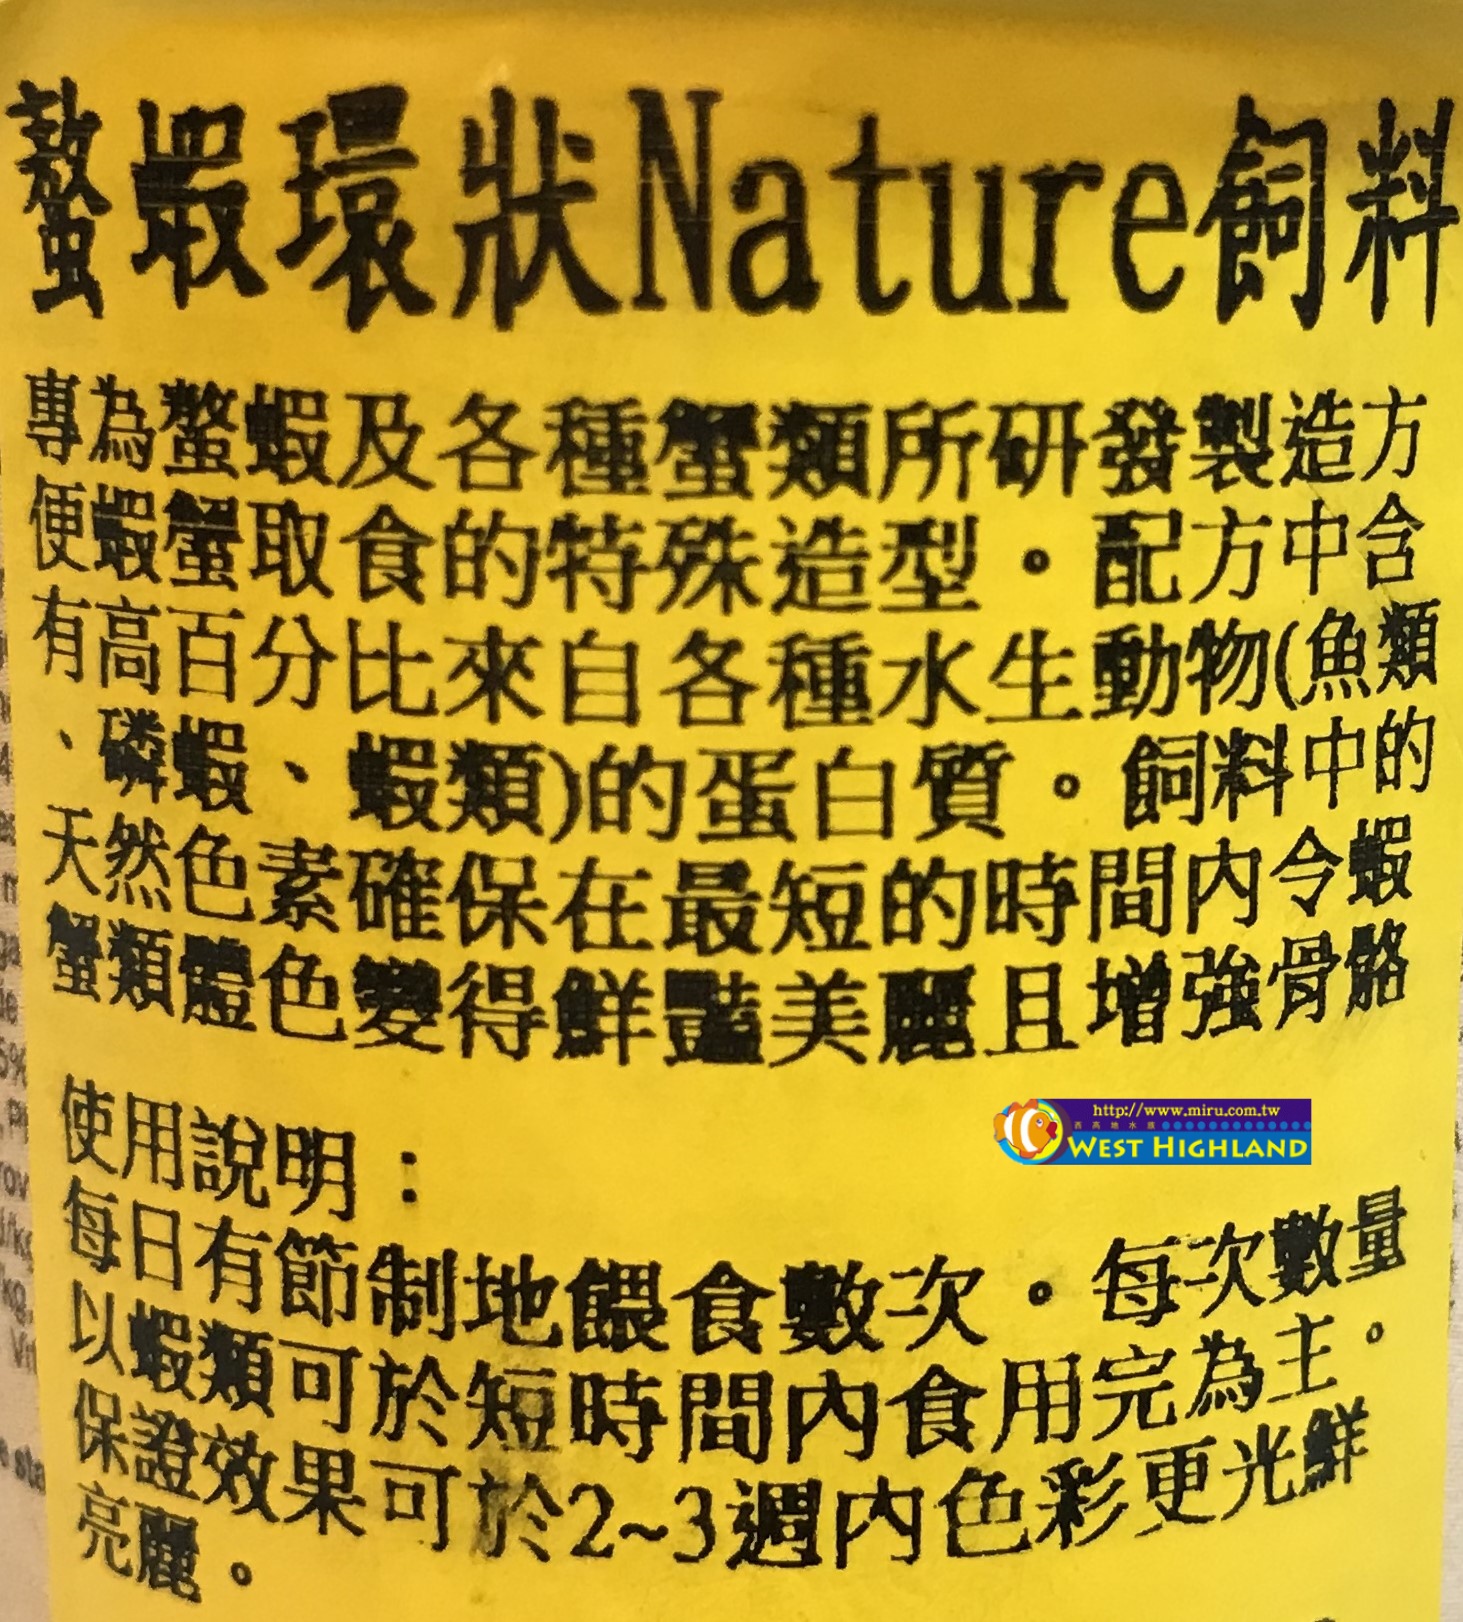 螯蝦環狀Nature飼料
專為螯蝦及各種蟹類所研發製造方
便蝦蟹取食的特殊造型。配方中含
有高百分比來自各種水生動物(魚類
、磷蝦、蝦類)的蛋白質。飼料中的
天然色素確保在最短的時間內令蝦
蟹類體色變得鮮豔美麗且增強骨骼
http://www.miru.com.tw
西高地水族
WEST HIGHLAND
使用說明：
每日有節制地餵食數次。每次數量
以蝦類可於短時間內食用完為主。
保證效果可於2~3週內色彩更光鮮
亮麗。